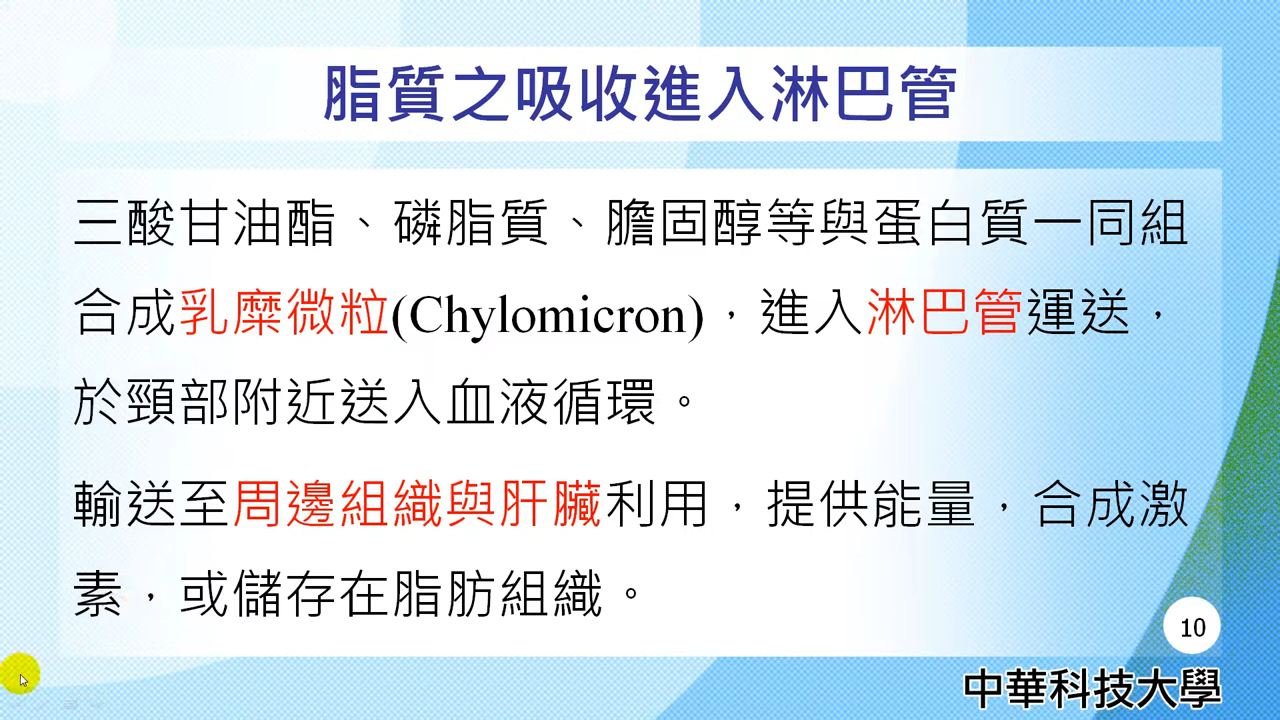 脂質之吸收進入淋巴管
三酸甘油酯、磷脂質、膽固醇等與蛋白質一同組
合成乳糜微粒(Chylomicron)，進入淋巴管運送，
於頸部附近送入血液循環。
輸送至周邊組織與肝臟利用，提供能量，合成激
素，或儲存在脂肪組織。
10
中華科技大學